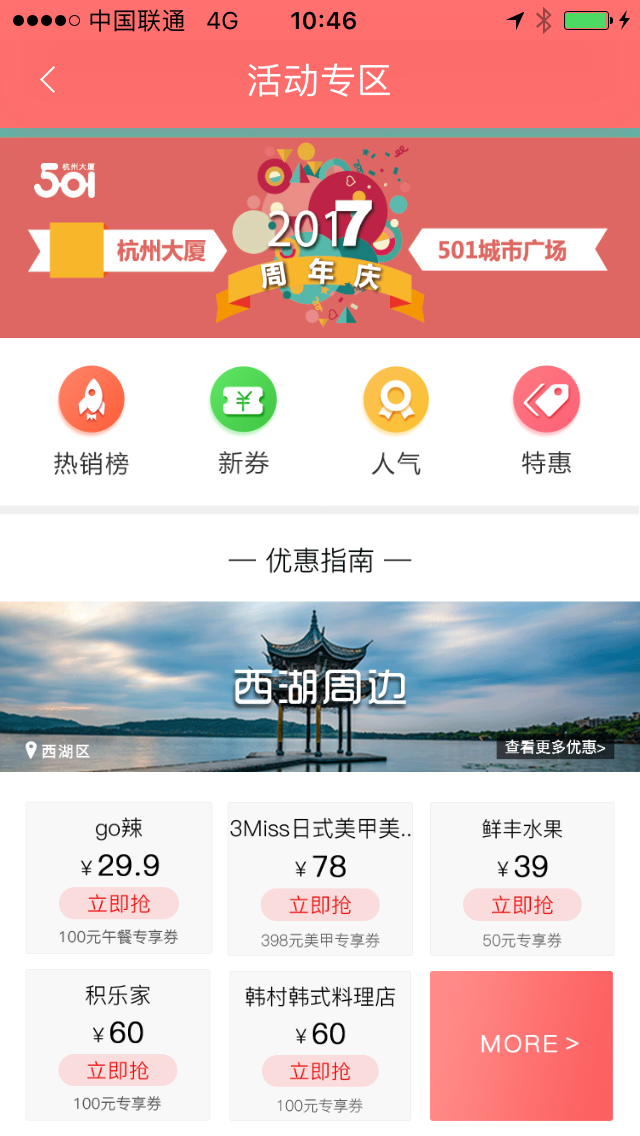 中国联通 4G 10:46
活动专区
杭州大厦
501
杭州大厦
2017
周年庆
501城市广场
热销榜 新券 人气 特惠
— 优惠指南 —
西湖周边
西湖区
查看更多优惠>
go辣
¥29.9
立即抢
100元午餐专享券
3Miss日式美甲美..
¥78
立即抢
398元美甲专享券
鲜丰水果
¥39
立即抢
50元专享券
积乐家
¥60
立即抢
100元专享券
韩村韩式料理店
¥60
立即抢
100元专享券
MORE >